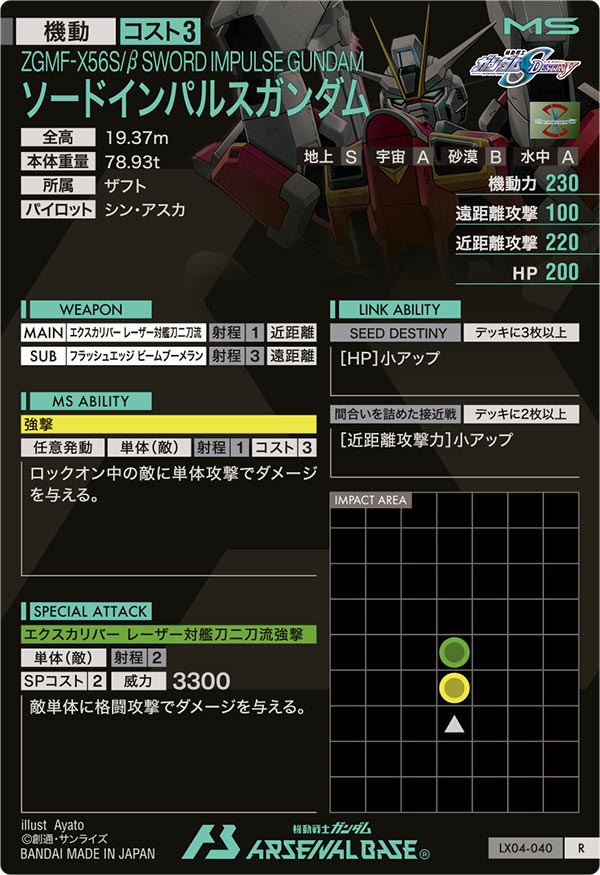 機動 コスト3 MS
ZGMF-X56S/β SWORD IMPULSE GUNDAM
ソードインパルスガンダム
機動戦士 ガンダム SEED DESTINY
全高 19.37m
本体重量 78.93t
所属 ザフト
パイロット シン・アスカ
地上 S 宇宙 A 砂漠 B 水中 A
機動力 230
遠距離攻撃 100
近距離攻撃 220
HP 200
WEAPON
MAIN エクスカリバー レーザー対艦刀二刀流 射程 1 近距離
SUB フラッシュエッジ ビームブーメラン 射程 3 遠距離
MS ABILITY
強撃
任意発動 単体(敵) 射程 1 コスト 3
ロックオン中の敵に単体攻撃でダメージ
を与える。
SPECIAL ATTACK
エクスカリバー レーザー対艦刀二刀流強撃
単体(敵) 射程 2
SPコスト 2 威力 3300
敵単体に格闘攻撃でダメージを与える。
LINK ABILITY
SEED DESTINY デッキに3枚以上
[HP]小アップ
間合いを詰めた接近戦 デッキに2枚以上
[近距離攻撃力]小アップ
IMPACT AREA
illust Ayato
©創通・サンライズ
BANDAI MADE IN JAPAN
機動戦士ガンダム
ARSENAL BASE®
LX04-040 R